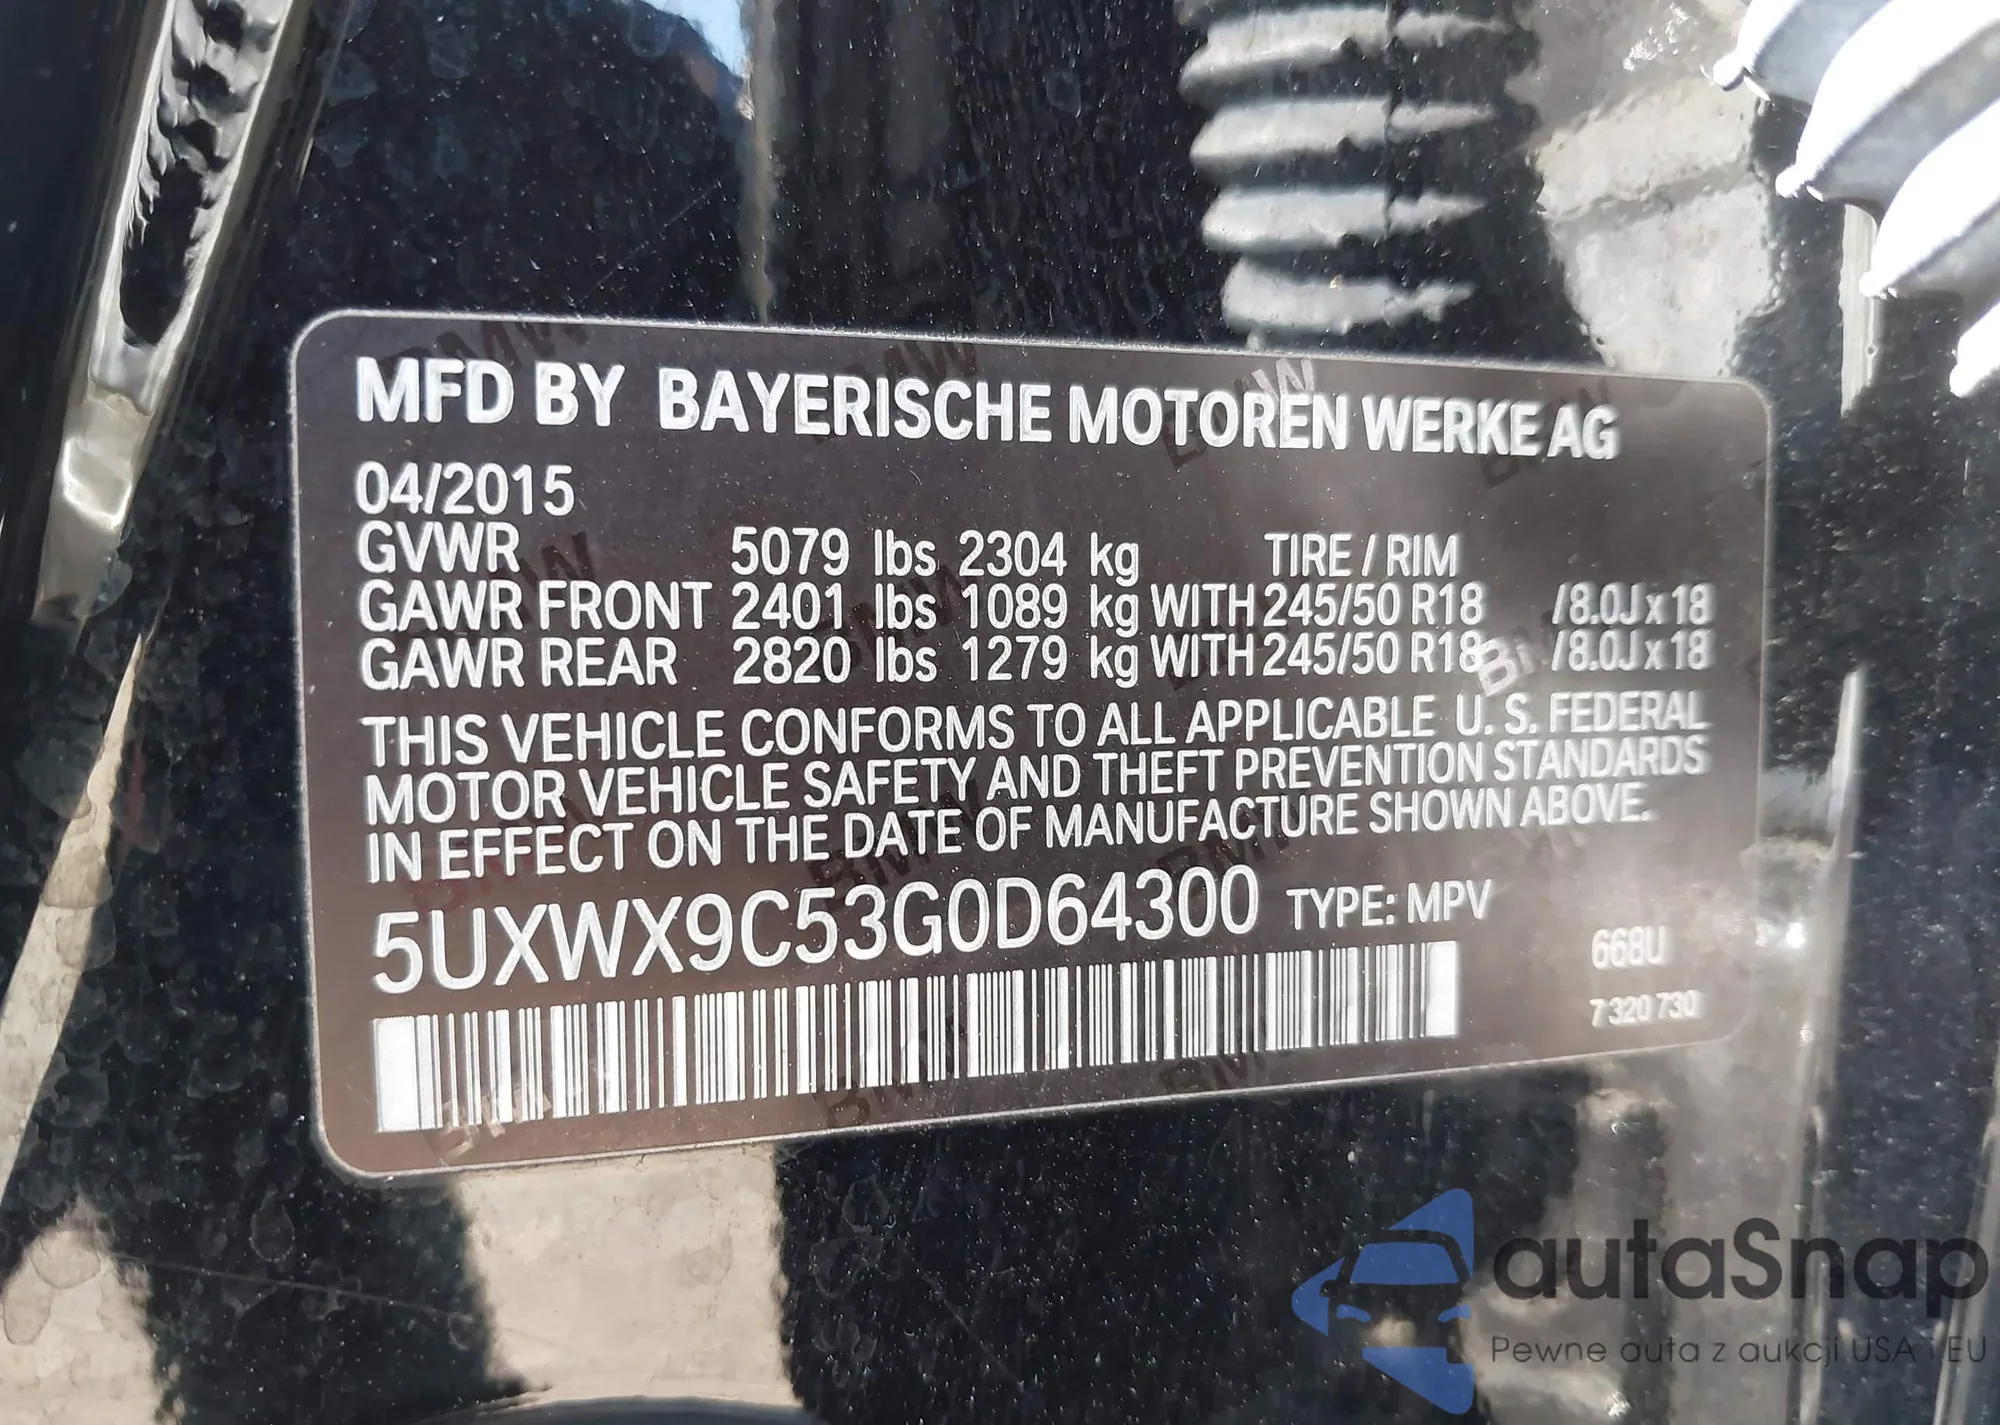 MFD BY BAYERISCHE MOTOREN WERKE AG
04/2015
GVWR 5079 lbs 2304 kg TIRE / RIM
GAWR FRONT 2401 lbs 1089 kg WITH 245/50 R18 /8.0J x 18
GAWR REAR 2820 lbs 1279 kg WITH 245/50 R18 /8.0J x 18
THIS VEHICLE CONFORMS TO ALL APPLICABLE U. S. FEDERAL
MOTOR VEHICLE SAFETY AND THEFT PREVENTION STANDARDS
IN EFFECT ON THE DATE OF MANUFACTURE SHOWN ABOVE.
5UXWX9C53G0D64300 TYPE: MPV
668U
7 320 730
autaSnap
Pewne auta z aukcji USA i EU